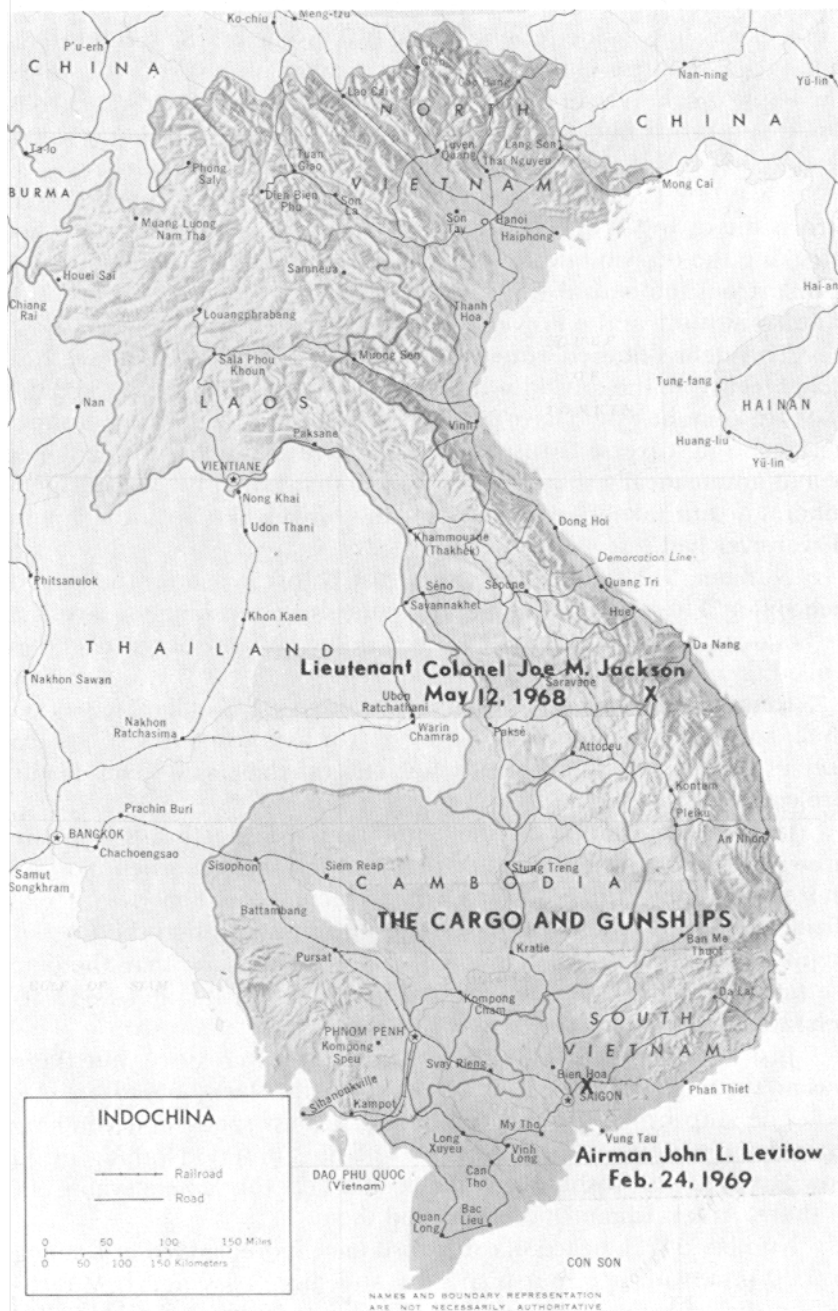 Ko-chiu
Meng-tzu
P'u-erh
CHINA
Nan-ning
Yü-lin
Lao Cai
Cao Bang
NORTH
CHINA
Ta-lo
Phong
Saly
Tuan
Giao
Tuyen
Quang
Lang Son
Thai Nguyen
BURMA
Dien Bien
Phu
Son
La
VIETNAM
Mong Cai
Muang Luong
Nam Tha
Son
Tay
Hanoi
Haiphong
Houei Sai
Samneua
Chiang
Rai
Louangphrabang
Thanh
Hoa
Sala Phou
Khoun
Muong Sen
Tung-fang
HAINAN
Nan
LAOS
Vinh
Huang-liu
Yü-lin
Paksane
VIENTIANE
Nong Khai
Udon Thani
Khammouane
(Thakhek)
Dong Hoi
Demarcation Line
Phitsanulok
Séno
Sépone
Quang Tri
Savannakhet
Hue
Khon Kaen
THAILAND
Da Nang
Lieutenant Colonel Joe M. Jackson
May 12, 1968
X
Saravane
Nakhon Sawan
Ubon
Ratchathani
Warin
Chamrap
Nakhon
Ratchasima
Paksé
Attopeu
Kontum
Prachin Buri
Pleiku
BANGKOK
Chachoengsao
An Nhon
Samut
Songkhram
Sisophon
Siem Reap
Stung Treng
CAMBODIA
Battambang
THE CARGO AND GUNSHIPS
Pursat
Kratie
Ban Me
Thuot
Da Lat
Kompong
Cham
SOUTH
VIETNAM
PHNOM PENH
Kompong
Speu
Svay Rieng
Bien Hoa
X
SAIGON
Phan Thiet
Sihanoukville
Kampot
My Tho
Long
Xuyeu
Vinh
Long
Vung Tau
DAO PHU QUOC
(Vietnam)
Can
Tho
Airman John L. Levitow
Feb. 24, 1969
Quan
Long
Bac
Lieu
CON SON
INDOCHINA
Railroad
Road
0 50 100 150 Miles
0 50 100 150 Kilometers
NAMES AND BOUNDARY REPRESENTATION
ARE NOT NECESSARILY AUTHORITATIVE